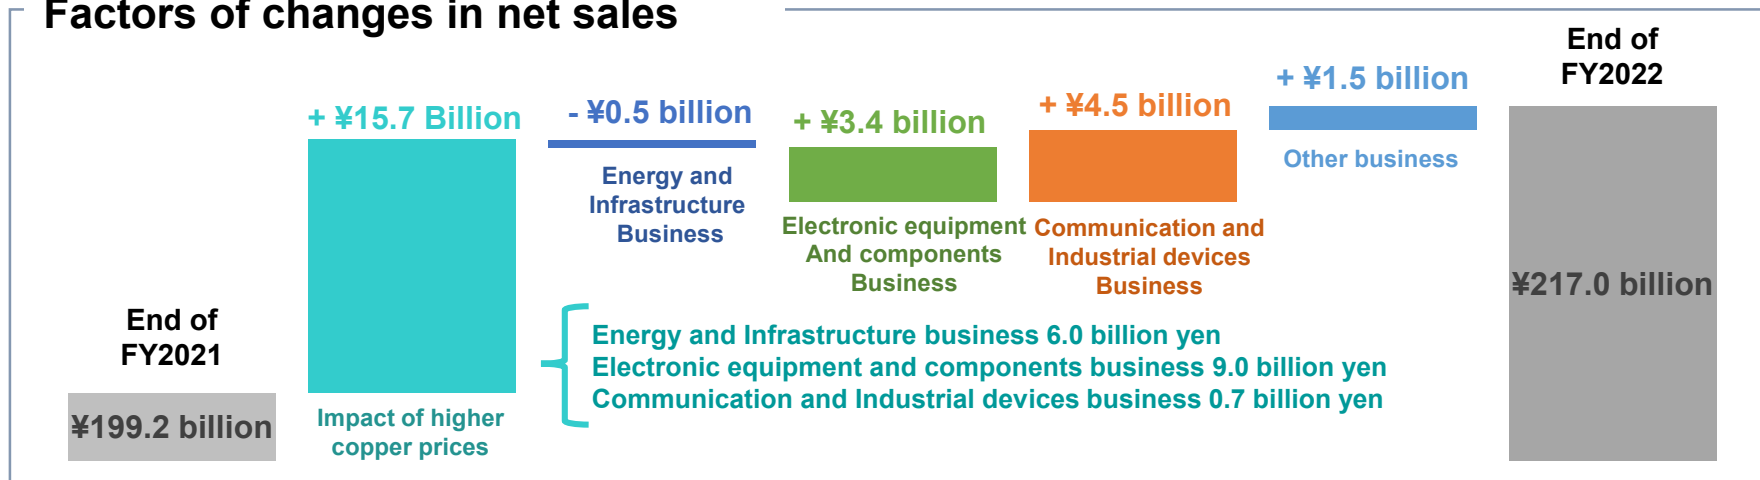 Factors of changes in net sales
End of
FY2021
¥199.2 billion
+ ¥15.7 Billion
Impact of higher
copper prices
- ¥0.5 billion
Energy and
Infrastructure
Business
+ ¥3.4 billion
Electronic equipment
And components
Business
+ ¥4.5 billion
Communication and
Industrial devices
Business
+ ¥1.5 billion
Other business
End of
FY2022
¥217.0 billion
Energy and Infrastructure business 6.0 billion yen
Electronic equipment and components business 9.0 billion yen
Communication and Industrial devices business 0.7 billion yen